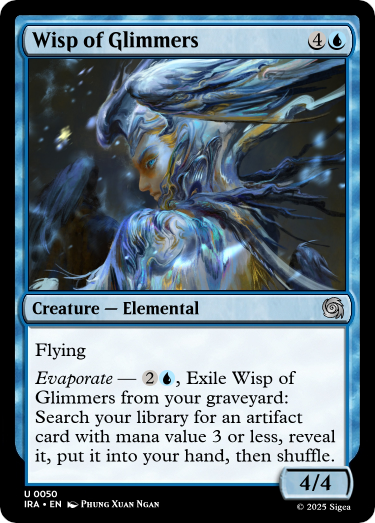 Wisp of Glimmers 4
Creature — Elemental
Flying
Evaporate — 2, Exile Wisp of
Glimmers from your graveyard:
Search your library for an artifact
card with mana value 3 or less, reveal
it, put it into your hand, then shuffle.
4/4
U 0050
IRA • EN Phung Xuan Ngan
© 2025 Sigea